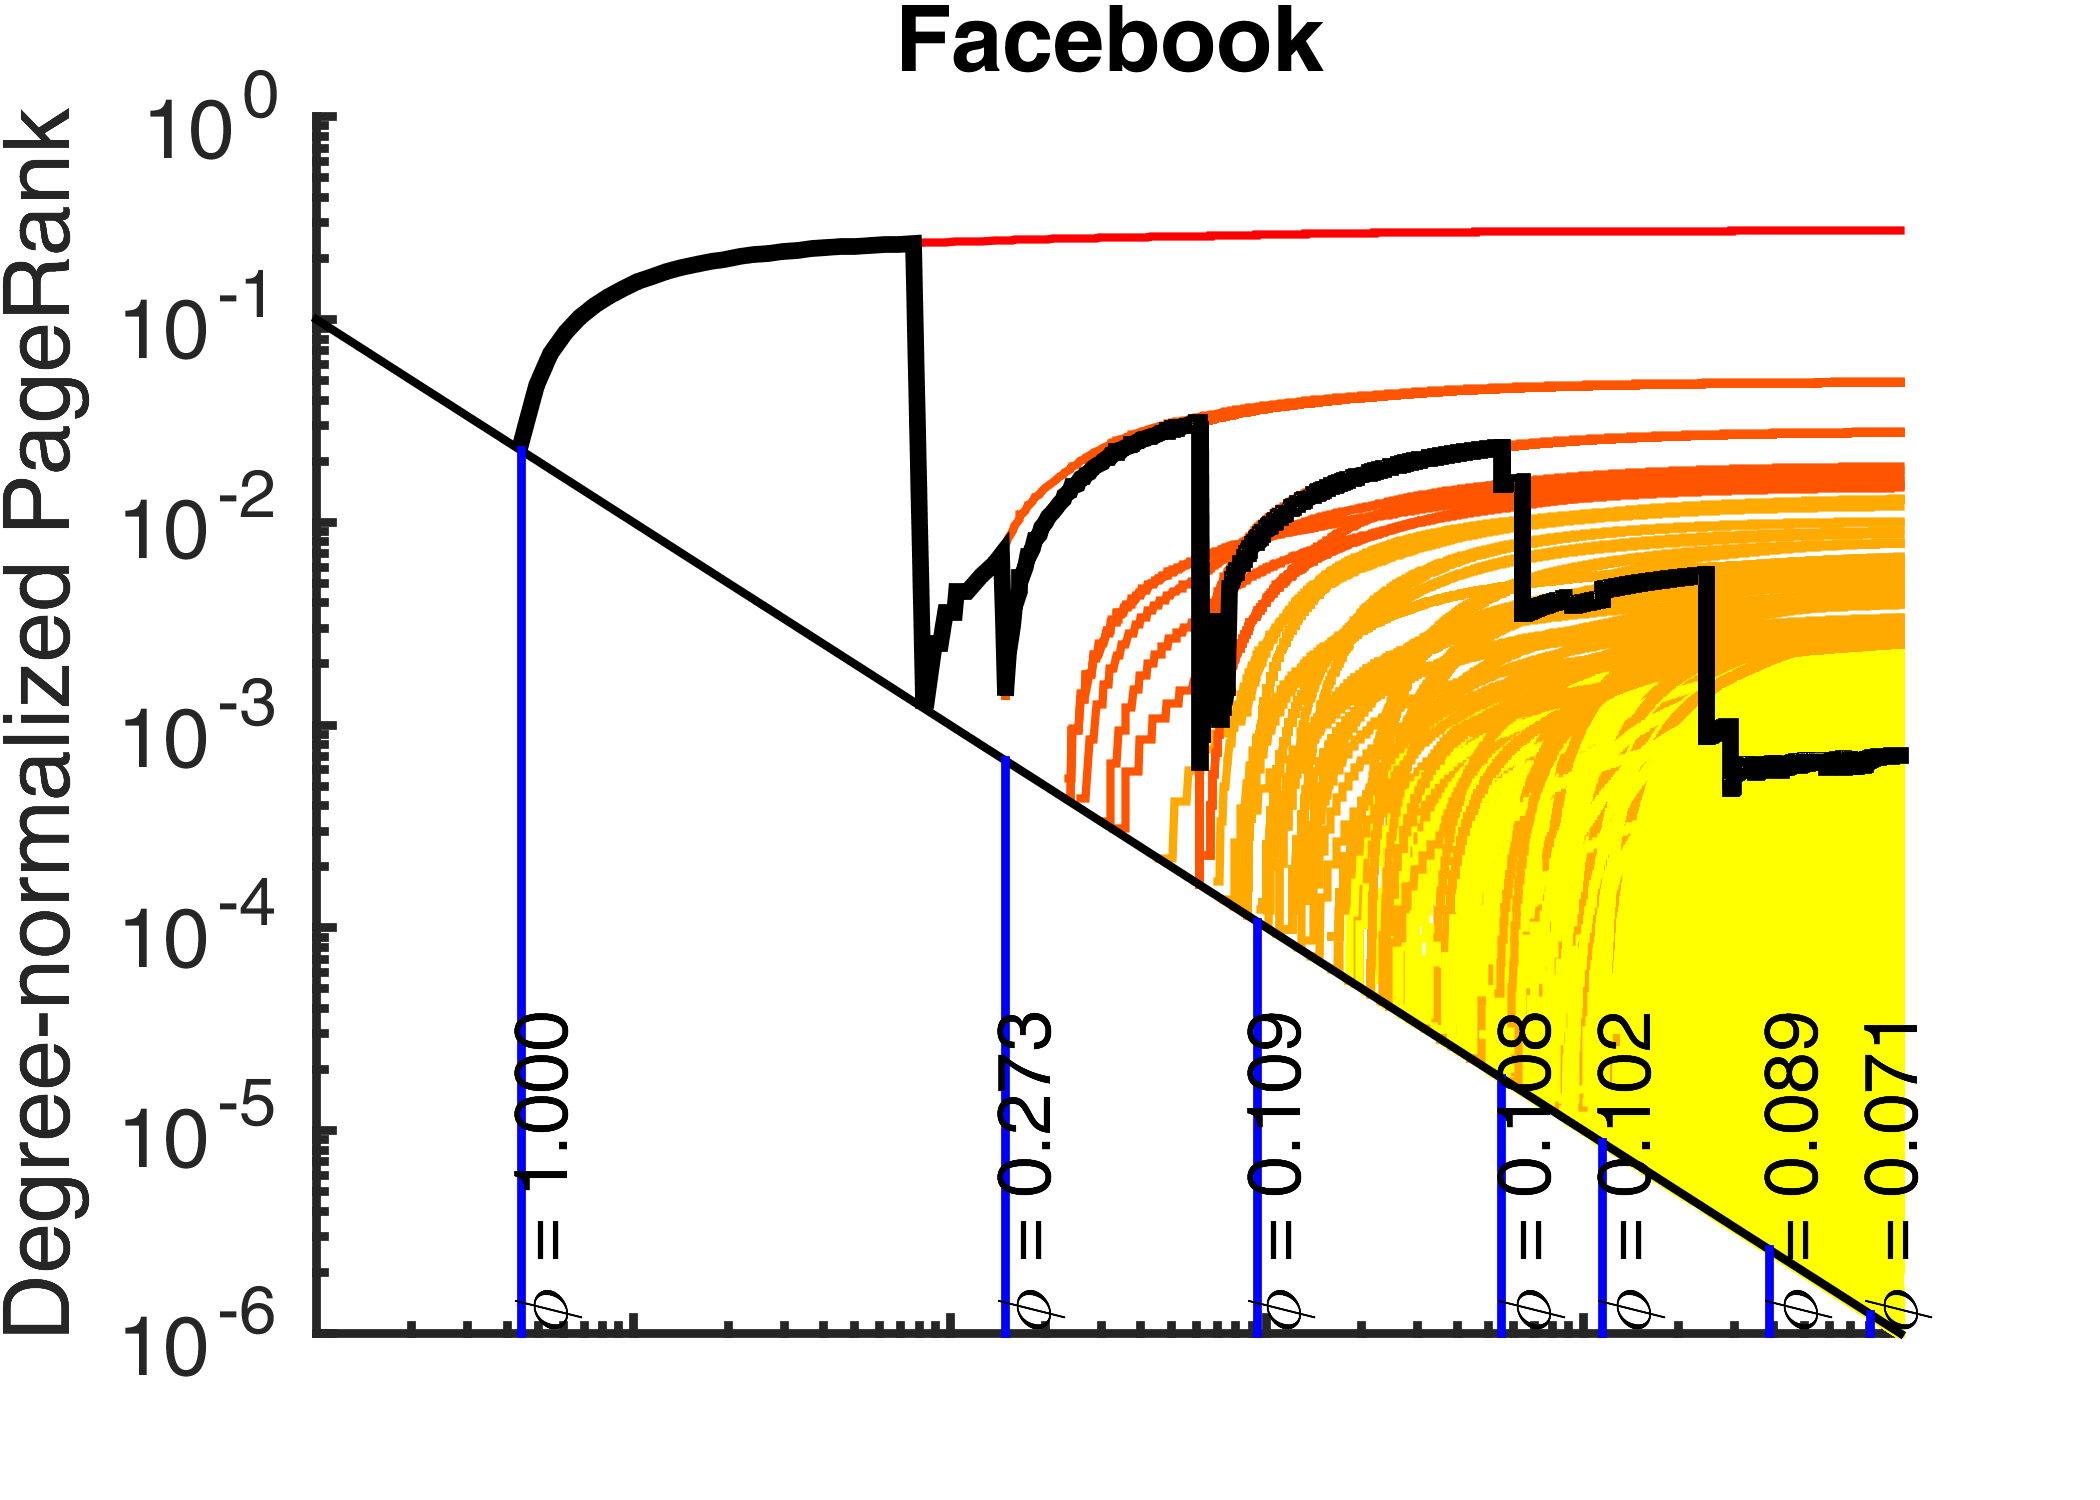 Facebook
Degree-normalized PageRank
10^0
10^-1
10^-2
10^-3
10^-4
10^-5
10^-6
ϕ = 1.000
ϕ = 0.273
ϕ = 0.109
ϕ = 0.108
ϕ = 0.102
ϕ = 0.089
ϕ = 0.071